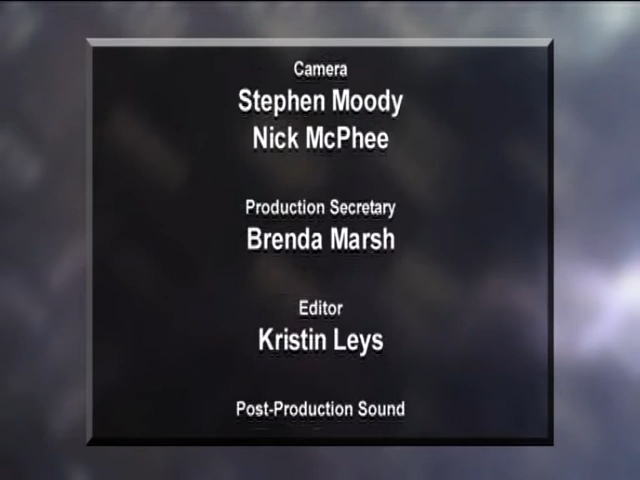 Camera
Stephen Moody
Nick McPhee
Production Secretary
Brenda Marsh
Editor
Kristin Leys
Post-Production Sound